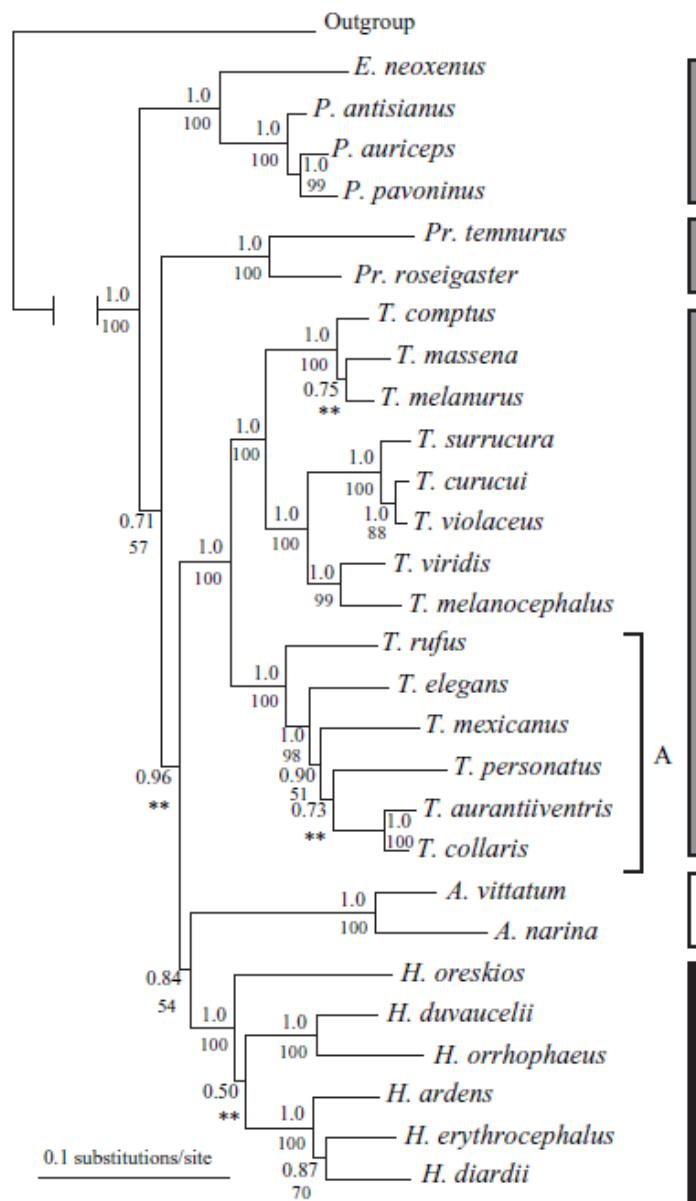 Outgroup
E. neoxenus
1.0
100
P. antisianus
1.0
100
P. auriceps
1.0
99
P. pavoninus
Pr. temnurus
1.0
100
Pr. roseigaster
1.0
100
T. comptus
1.0
100
T. massena
0.75
**
T. melanurus
1.0
100
T. surrucura
1.0
100
T. curucui
1.0
88
T. violaceus
0.71
57
1.0
100
1.0
100
T. viridis
1.0
99
T. melanocephalus
T. rufus
1.0
100
T. elegans
1.0
98
T. mexicanus
0.90
51
A
0.96
**
T. personatus
0.73
**
T. aurantiiventris
1.0
100
T. collaris
A. vittatum
1.0
100
A. narina
0.84
54
H. oreskios
1.0
100
H. duvaucelii
1.0
100
H. orrhophaeus
0.50
**
H. ardens
1.0
100
H. erythrocephalus
0.87
70
H. diardii
0.1 substitutions/site